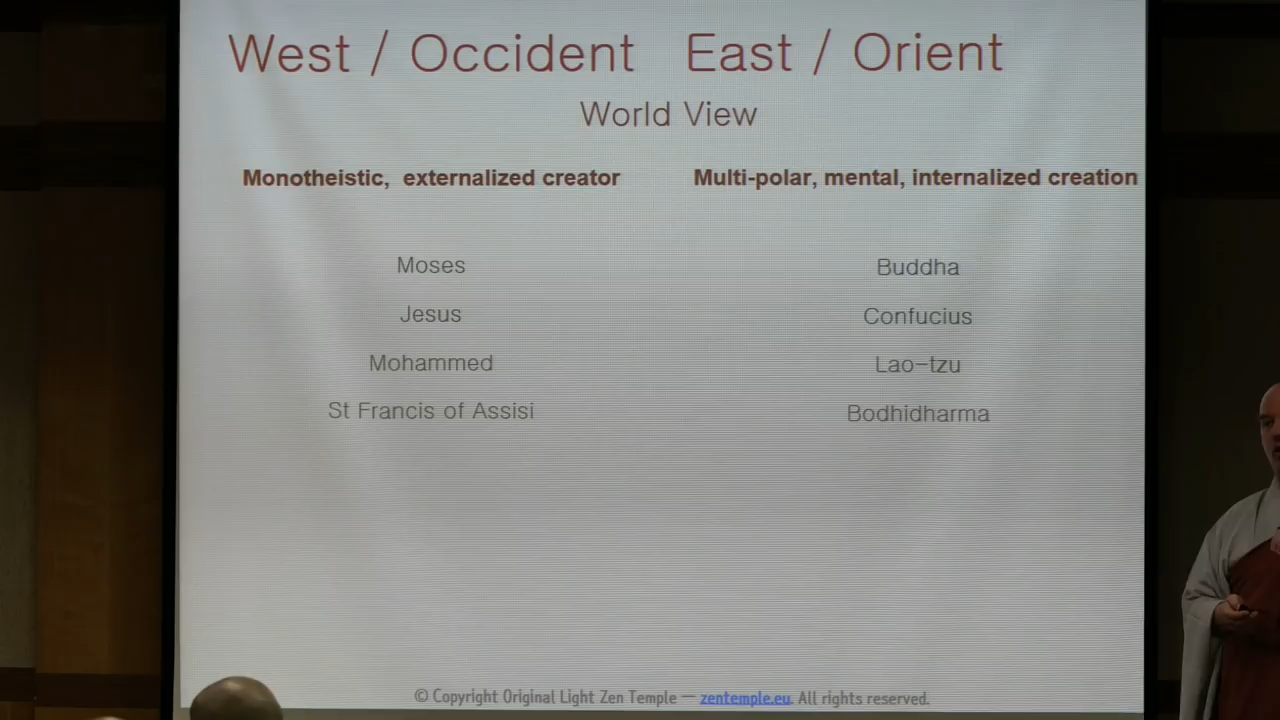 West / Occident East / Orient
World View
Monotheistic, externalized creator Multi-polar, mental, internalized creation
Moses Buddha
Jesus Confucius
Mohammed Lao-tzu
St Francis of Assisi Bodhidharma
© Copyright Original Light Zen Temple — zentemple.eu. All rights reserved.